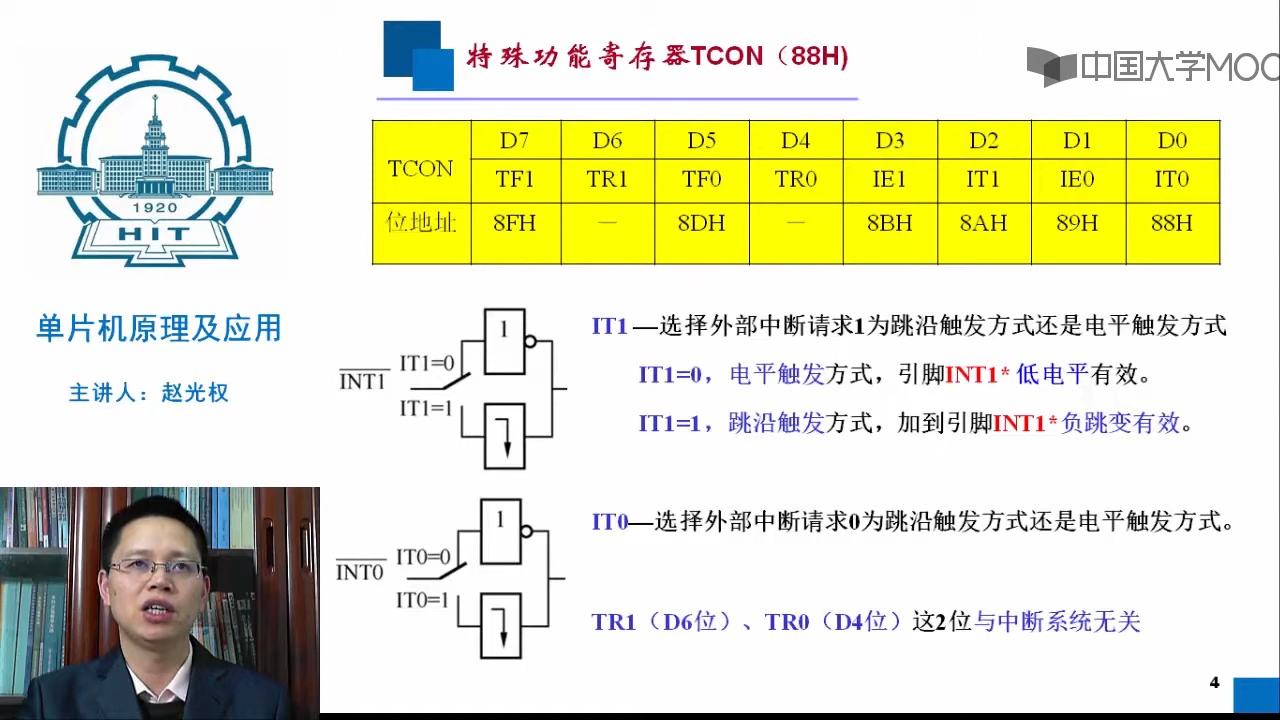 特殊功能寄存器TCON（88H)
中国大学MOO
TCON D7 D6 D5 D4 D3 D2 D1 D0
TF1 TR1 TF0 TR0 IE1 IT1 IE0 IT0
位地址 8FH — 8DH — 8BH 8AH 89H 88H
1920
HIT
单片机原理及应用
主讲人：赵光权
INT1 IT1=0 IT1=1 1
IT1 —选择外部中断请求1为跳沿触发方式还是电平触发方式
IT1=0，电平触发方式，引脚INT1* 低电平有效。
IT1=1，跳沿触发方式，加到引脚INT1*负跳变有效。
INT0 IT0=0 IT0=1 1
IT0—选择外部中断请求0为跳沿触发方式还是电平触发方式。
TR1（D6位）、TR0（D4位）这2位与中断系统无关
4